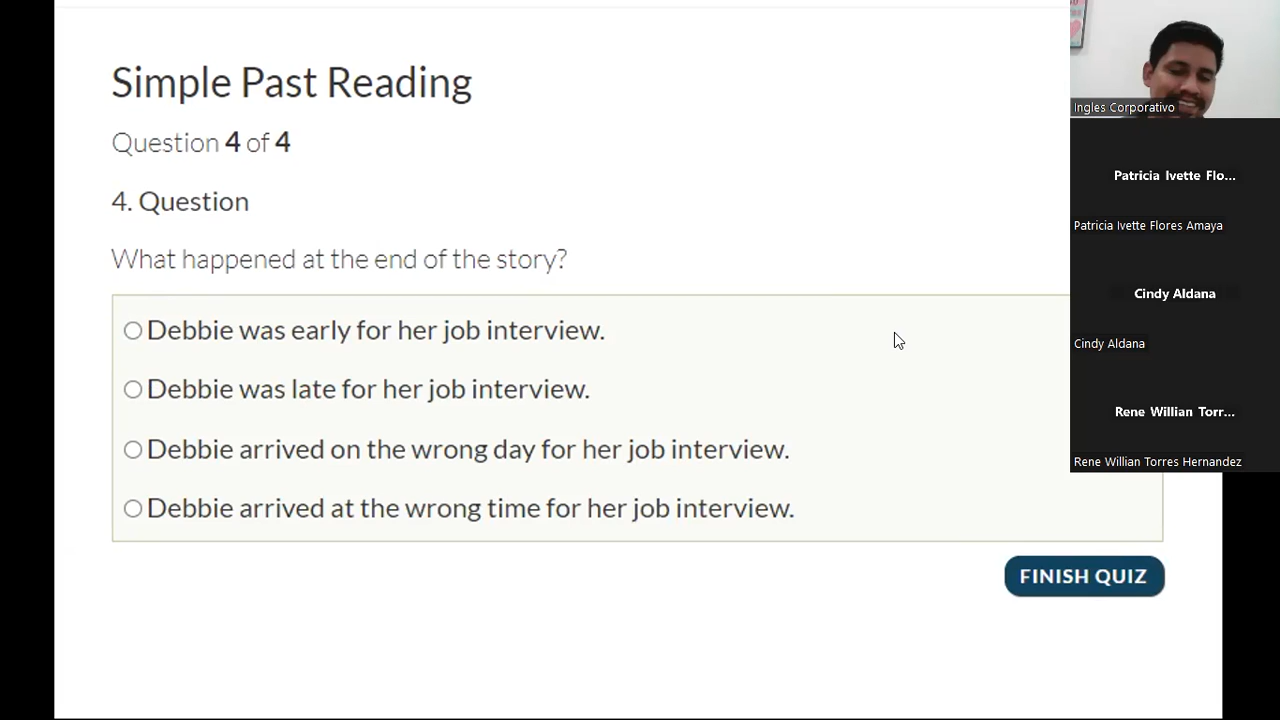 Simple Past Reading
Question 4 of 4
4. Question
What happened at the end of the story?
Debbie was early for her job interview.
Debbie was late for her job interview.
Debbie arrived on the wrong day for her job interview.
Debbie arrived at the wrong time for her job interview.
FINISH QUIZ
Ingles Corporativo
Patricia Ivette Flo...
Patricia Ivette Flores Amaya
Cindy Aldana
Cindy Aldana
Rene Willian Torr...
Rene Willian Torres Hernandez